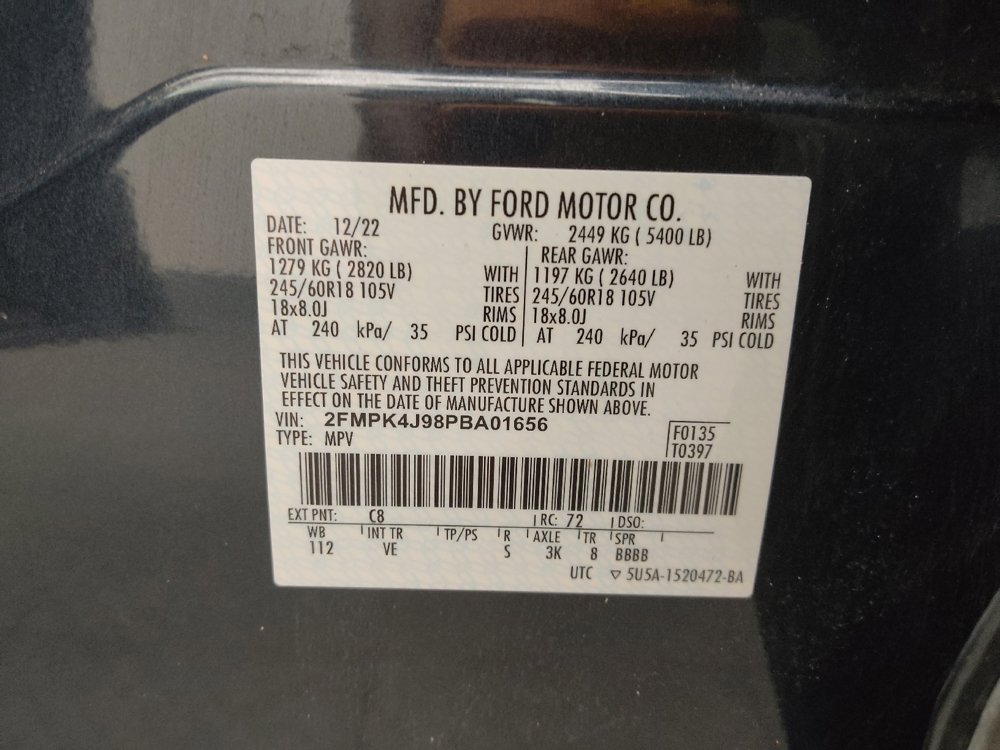 MFD. BY FORD MOTOR CO.
DATE: 12/22 GVWR: 2449 KG ( 5400 LB)
FRONT GAWR: REAR GAWR:
1279 KG ( 2820 LB) WITH 1197 KG ( 2640 LB) WITH
245/60R18 105V TIRES 245/60R18 105V TIRES
18x8.0J RIMS 18x8.0J RIMS
AT 240 kPa/ 35 PSI COLD AT 240 kPa/ 35 PSI COLD
THIS VEHICLE CONFORMS TO ALL APPLICABLE FEDERAL MOTOR
VEHICLE SAFETY AND THEFT PREVENTION STANDARDS IN
EFFECT ON THE DATE OF MANUFACTURE SHOWN ABOVE.
VIN: 2FMPK4J98PBA01656
TYPE: MPV
F0135
T0397
EXT PNT: C8 RC: 72 DSO:
WB INT TR TP/PS R AXLE TR SPR
112 VE S 3K 8 BBBB
UTC ▽ 5U5A-1520472-BA